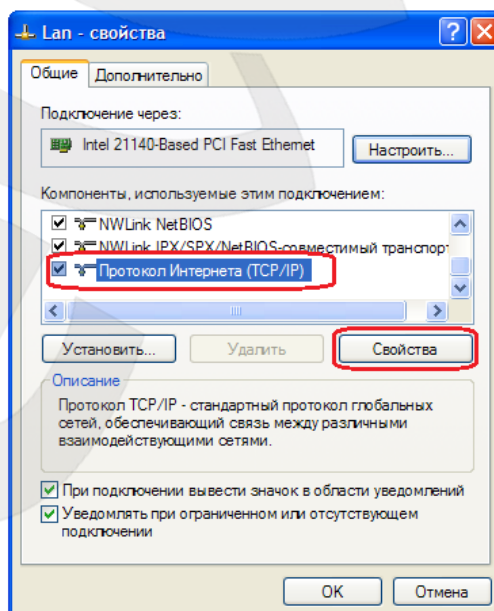 Lan - свойства
Общие
Дополнительно
Подключение через:
Intel 21140-Based PCI Fast Ethernet
Настроить...
Компоненты, используемые этим подключением:
NWLink NetBIOS
NWLink IPX/SPX/NetBIOS-совместимый транспорт
Протокол Интернета (TCP/IP)
Установить...
Удалить
Свойства
Описание
Протокол TCP/IP - стандартный протокол глобальных
сетей, обеспечивающий связь между различными
взаимодействующими сетями.
При подключении вывести значок в области уведомлений
Уведомлять при ограниченном или отсутствующем
подключении
OK
Отмена